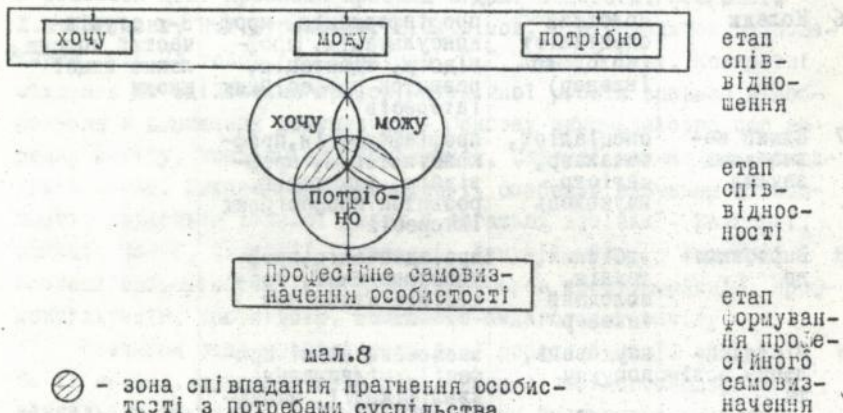 хочу можу потрібно
етап
спів-
відно-
шення
хочу можу
потріб-
но
етап
спів-
віднос-
ності
Професійне самовиз-
начення особистості
етап
формуван-
ня профе-
сійного
самовиз-
начення
мал.8
- зона співпадання прагнення особис-
тості з потребами суспільства